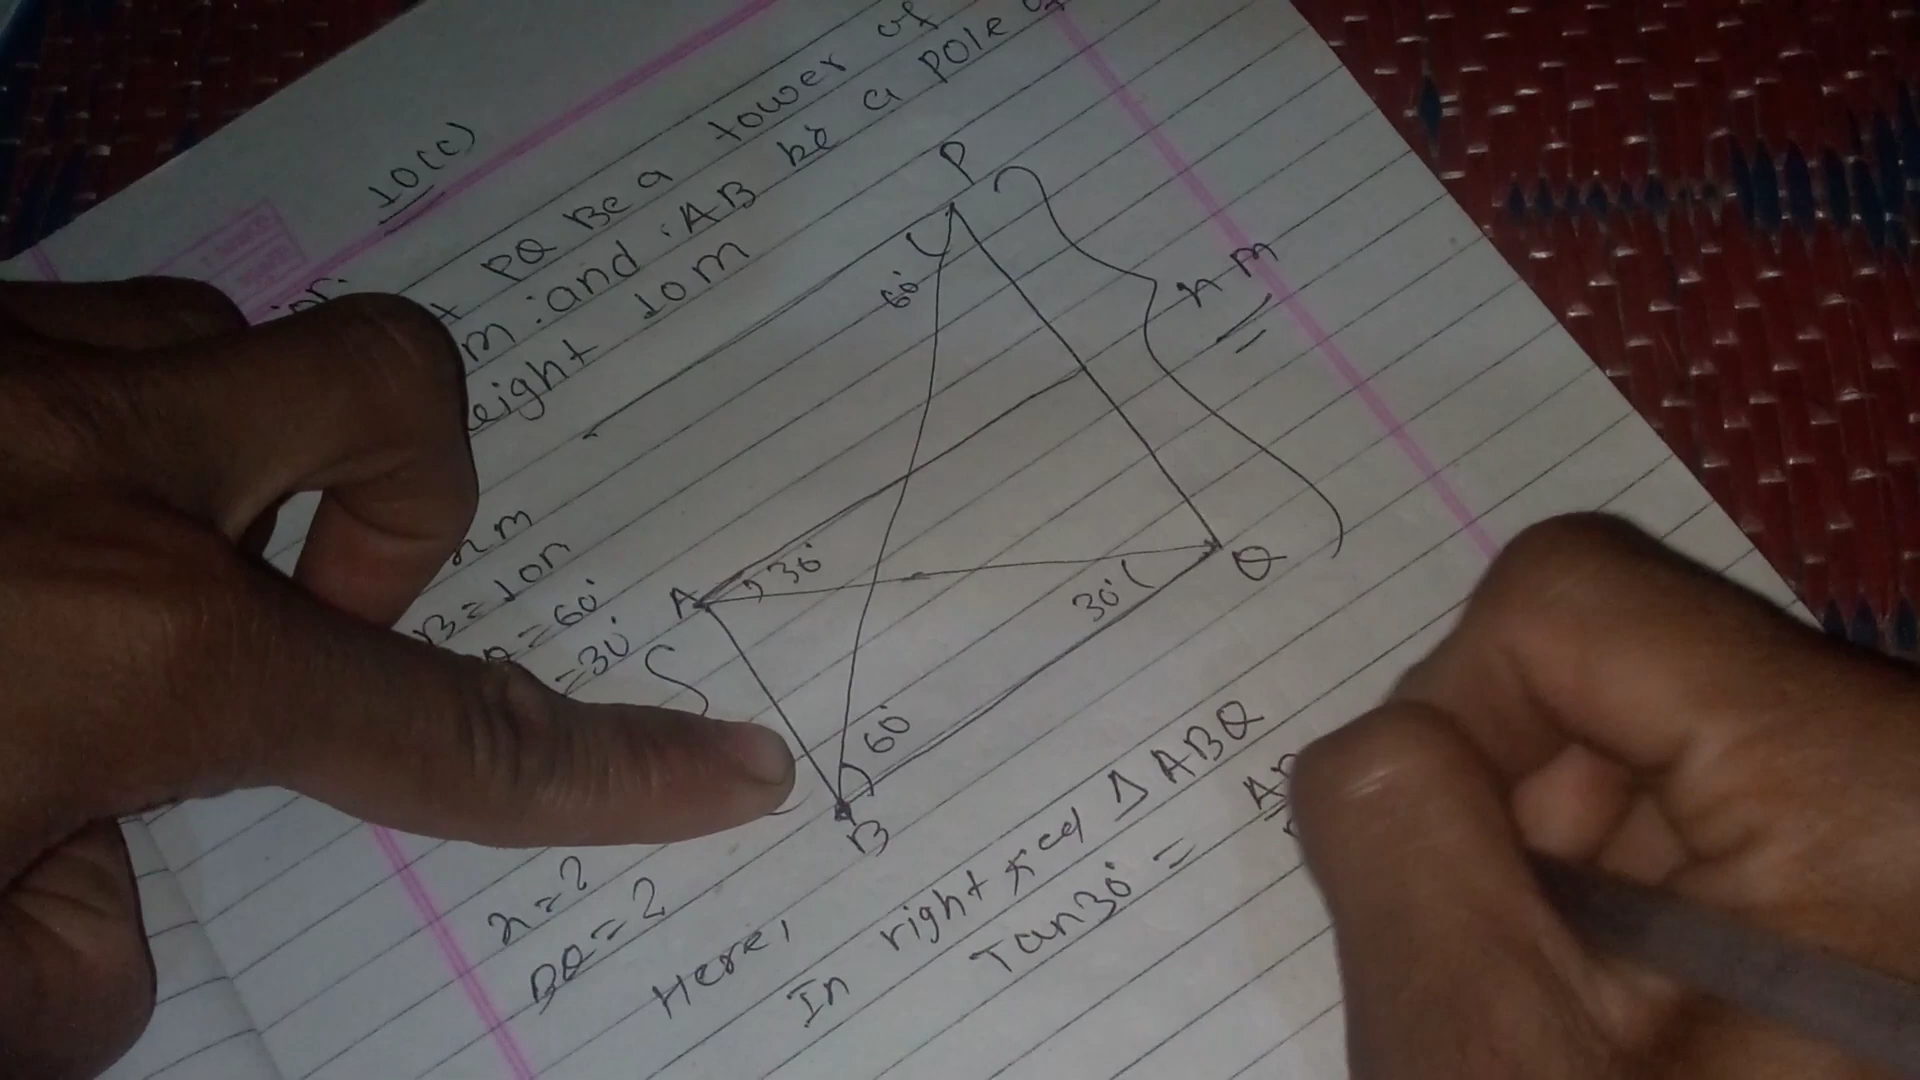 10(c)
PQ Be a tower of
m and AB be a pole of
eight 10m
P
60°
x m
x m
B = 10m
= 60°
= 30°
A
30°
30°
Q
60°
B
x = ?
BQ = ?
Here,
In right ∠ed Δ ABQ
Tan30° =